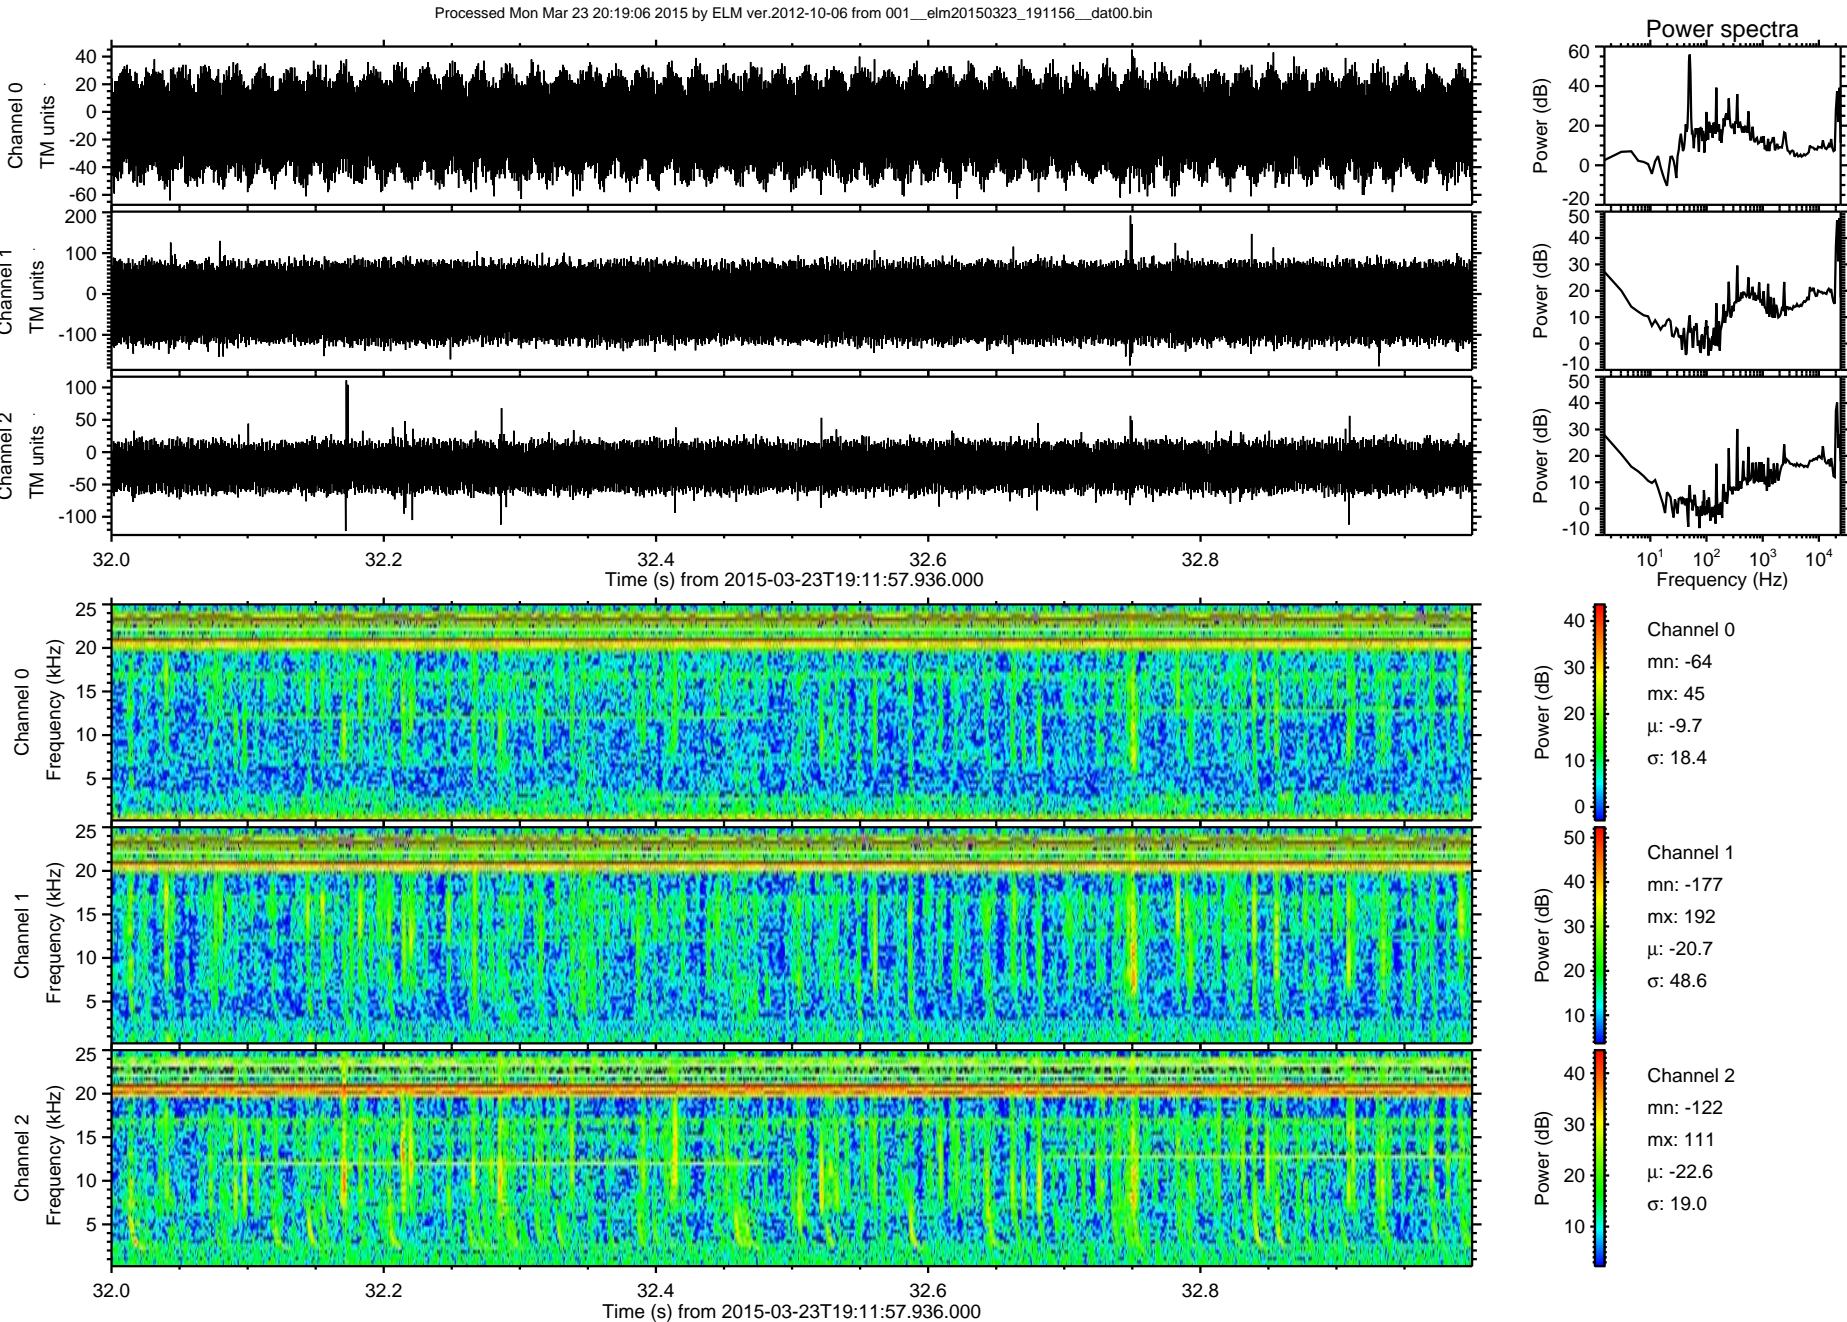 Processed Mon Mar 23 20:19:06 2015 by ELM ver.2012-10-06 from 001__elm20150323_191156__dat00.bin
Power spectra
Channel 0
TM units
40
20
0
-20
-40
-60
Power (dB)
60
40
20
0
-20
Channel 1
TM units
200
100
0
-100
Power (dB)
50
40
30
20
10
0
-10
Channel 2
TM units
100
50
0
-50
-100
Power (dB)
50
40
30
20
10
0
-10
32.0 32.2 32.4 32.6 32.8
Time (s) from 2015-03-23T19:11:57.936.000
10¹ 10² 10³ 10⁴
Frequency (Hz)
Channel 0
Frequency (kHz)
25
20
15
10
5
Power (dB)
40
30
20
10
0
Channel 0
mn: -64
mx: 45
μ: -9.7
σ: 18.4
Channel 1
Frequency (kHz)
25
20
15
10
5
Power (dB)
50
40
30
20
10
Channel 1
mn: -177
mx: 192
μ: -20.7
σ: 48.6
Channel 2
Frequency (kHz)
25
20
15
10
5
Power (dB)
40
30
20
10
Channel 2
mn: -122
mx: 111
μ: -22.6
σ: 19.0
32.0 32.2 32.4 32.6 32.8
Time (s) from 2015-03-23T19:11:57.936.000